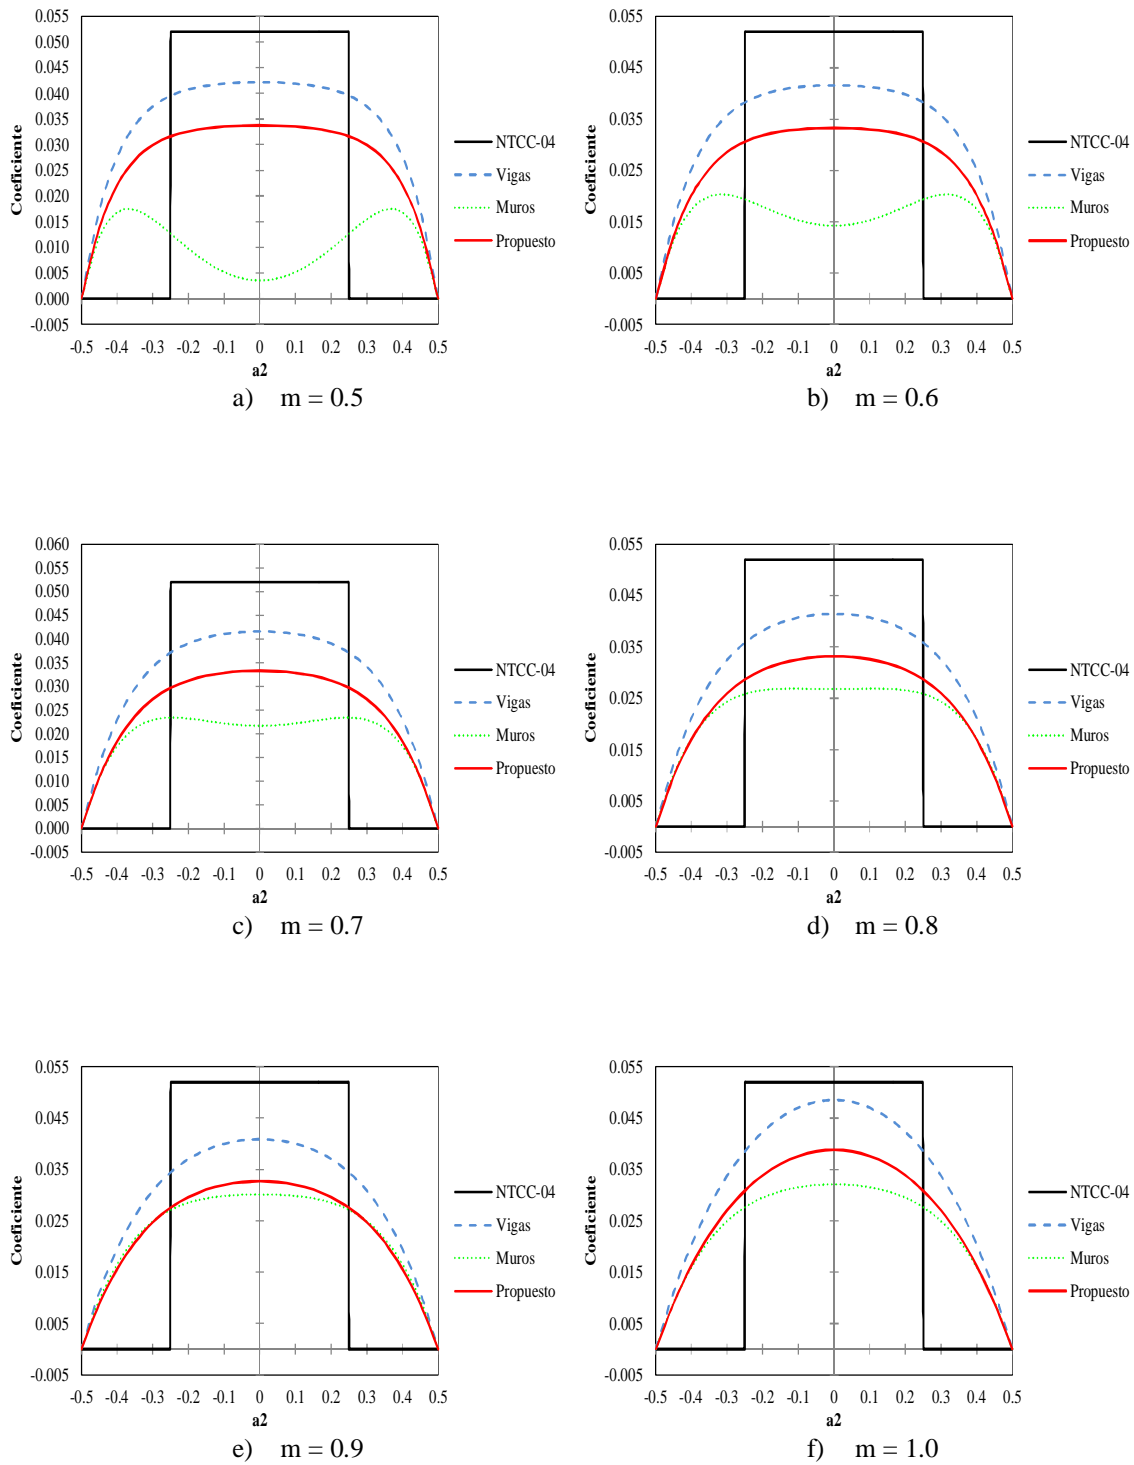 0.055
0.050
0.045
0.040
0.035
0.030
0.025
0.020
0.015
0.010
0.005
0.000
-0.005
Coeficiente
-0.5 -0.4 -0.3 -0.2 -0.1 0 0.1 0.2 0.3 0.4 0.5
a2
NTCC-04
Vigas
Muros
Propuesto
a) m = 0.5
0.055
0.045
0.035
0.025
0.015
0.005
-0.005
Coeficiente
-0.5 -0.4 -0.3 -0.2 -0.1 0 0.1 0.2 0.3 0.4 0.5
a2
NTCC-04
Vigas
Muros
Propuesto
b) m = 0.6
0.060
0.055
0.050
0.045
0.040
0.035
0.030
0.025
0.020
0.015
0.010
0.005
0.000
-0.005
Coeficiente
-0.5 -0.4 -0.3 -0.2 -0.1 0 0.1 0.2 0.3 0.4 0.5
a2
NTCC-04
Vigas
Muros
Propuesto
c) m = 0.7
0.055
0.045
0.035
0.025
0.015
0.005
-0.005
Coeficiente
-0.5 -0.4 -0.3 -0.2 -0.1 0 0.1 0.2 0.3 0.4 0.5
a2
NTCC-04
Vigas
Muros
Propuesto
d) m = 0.8
0.055
0.045
0.035
0.025
0.015
0.005
-0.005
Coeficiente
-0.5 -0.4 -0.3 -0.2 -0.1 0 0.1 0.2 0.3 0.4 0.5
a2
NTCC-04
Vigas
Muros
Propuesto
e) m = 0.9
0.055
0.045
0.035
0.025
0.015
0.005
-0.005
Coeficiente
-0.5 -0.4 -0.3 -0.2 -0.1 0 0.1 0.2 0.3 0.4 0.5
a2
NTCC-04
Vigas
Muros
Propuesto
f) m = 1.0